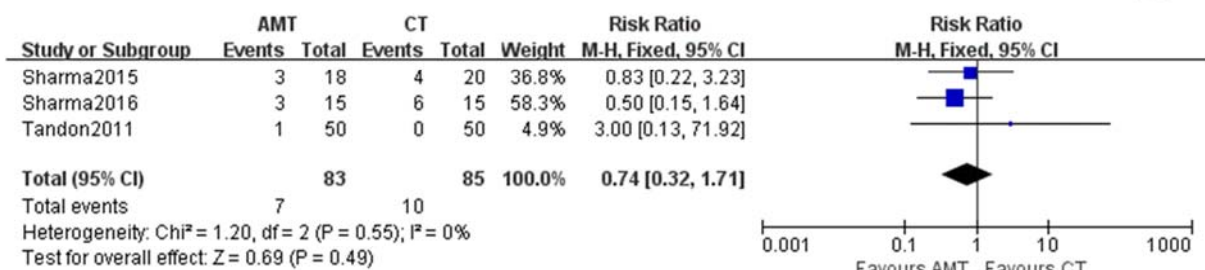 AMT CT Risk Ratio Risk Ratio
Study or Subgroup Events Total Events Total Weight M-H, Fixed, 95% CI M-H, Fixed, 95% CI
Sharma2015 3 18 4 20 36.8% 0.83 [0.22, 3.23]
Sharma2016 3 15 6 15 58.3% 0.50 [0.15, 1.64]
Tandon2011 1 50 0 50 4.9% 3.00 [0.13, 71.92]
Total (95% CI) 83 85 100.0% 0.74 [0.32, 1.71]
Total events 7 10
Heterogeneity: Chi² = 1.20, df = 2 (P = 0.55); I² = 0%
Test for overall effect: Z = 0.69 (P = 0.49)
0.001 0.1 1 10 1000
Favours AMT Favours CT